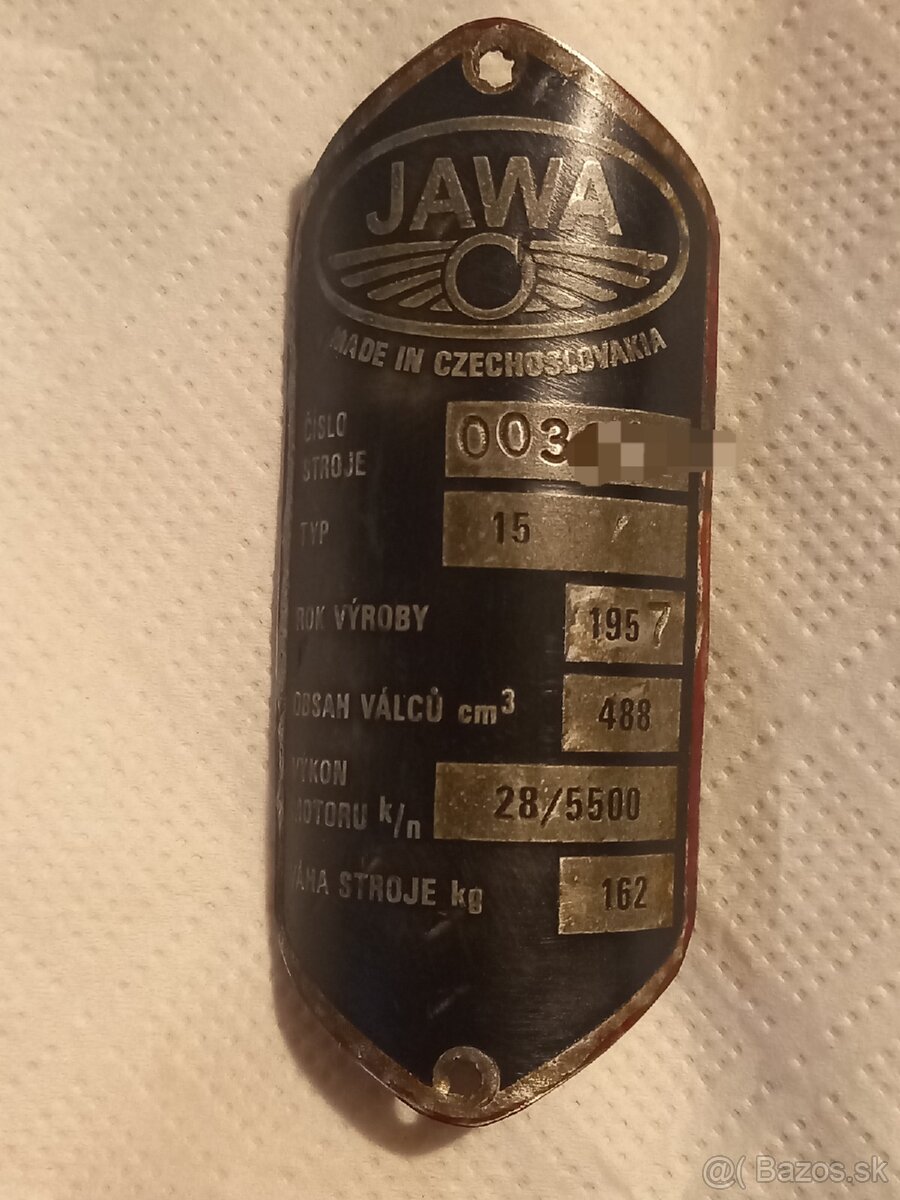 JAWA
MADE IN CZECHOSLOVAKIA
ČÍSLO STROJE 003
TYP 15
ROK VÝROBY 1957
OBSAH VÁLCŮ cm³ 488
VÝKON MOTORU k/n 28/5500
VÁHA STROJE kg 162
@( Bazos.sk